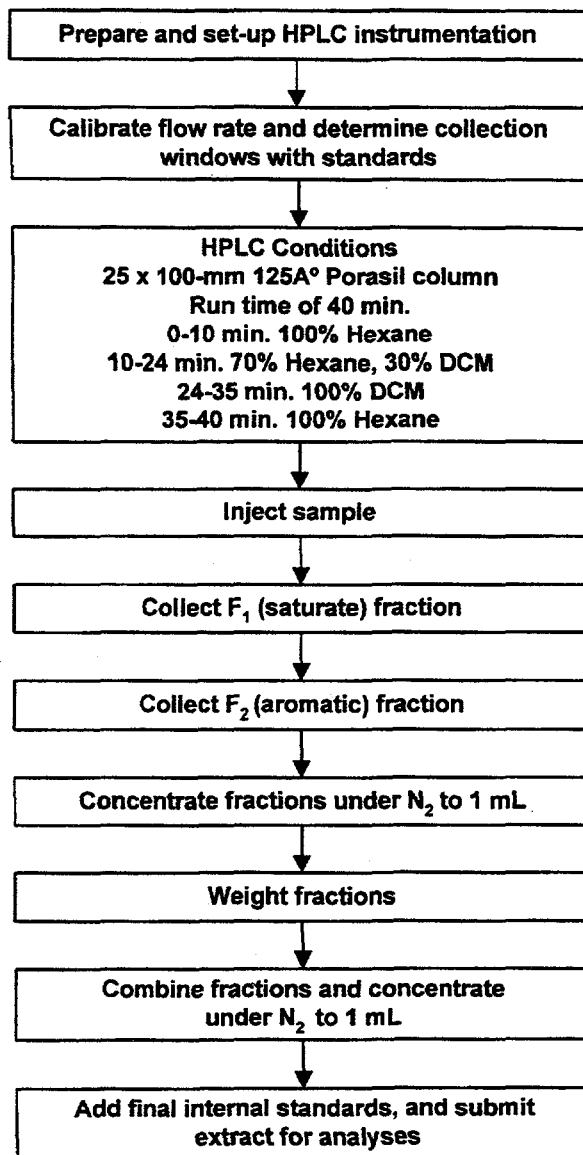 Prepare and set-up HPLC instrumentation
Calibrate flow rate and determine collection
windows with standards
HPLC Conditions
25 x 100-mm 125Aº Porasil column
Run time of 40 min.
0-10 min. 100% Hexane
10-24 min. 70% Hexane, 30% DCM
24-35 min. 100% DCM
35-40 min. 100% Hexane
Inject sample
Collect F₁ (saturate) fraction
Collect F₂ (aromatic) fraction
Concentrate fractions under N₂ to 1 mL
Weight fractions
Combine fractions and concentrate
under N₂ to 1 mL
Add final internal standards, and submit
extract for analyses